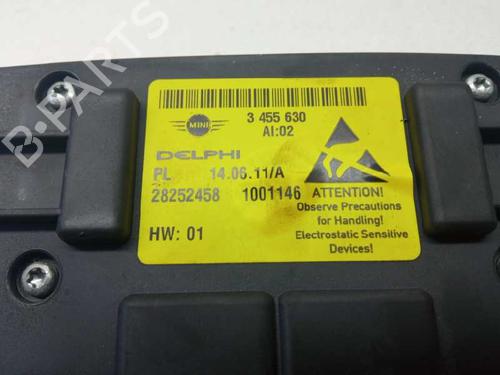 B-PARTS
3 455 630
MINI
AI:02
DELPHI
PL 14.06.11/A
28252458 1001146
HW: 01
ATTENTION!
Observe Precautions
for Handling!
Electrostatic Sensitive
Devices!